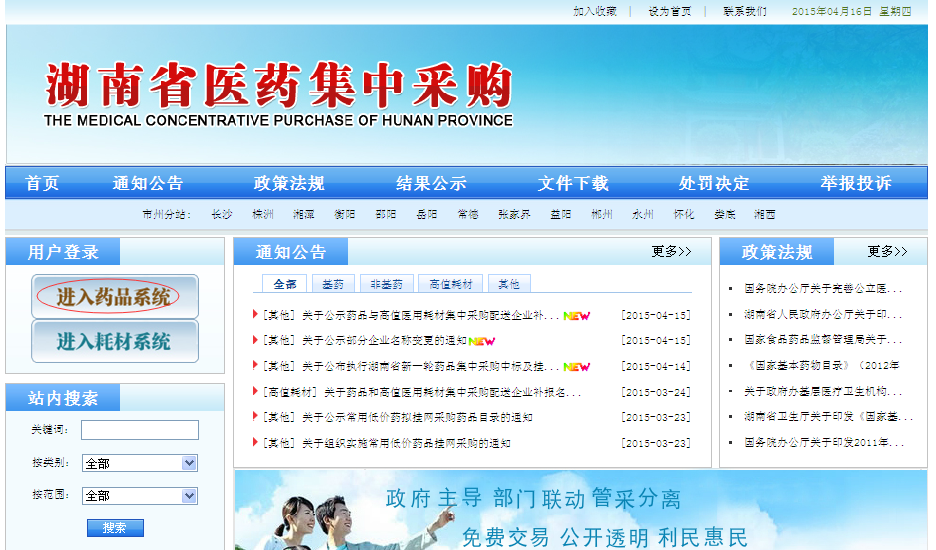 加入收藏 | 设为首页 | 联系我们 2015年04月16日 星期四
湖南省医药集中采购
THE MEDICAL CONCENTRATIVE PURCHASE OF HUNAN PROVINCE
首页 通知公告 政策法规 结果公示 文件下载 处罚决定 举报投诉
市州分站: 长沙 株洲 湘潭 衡阳 邵阳 岳阳 常德 张家界 益阳 郴州 永州 怀化 娄底 湘西
用户登录
进入药品系统
进入耗材系统
站内搜索
关键词:
按类别: 全部
按范围: 全部
搜索
通知公告 更多>>
全部 基药 非基药 高值耗材 其他
[其他] 关于公示药品与高值医用耗材集中采购配送企业补... NEW [2015-04-15]
[其他] 关于公示部分企业名称变更的通知 NEW [2015-04-15]
[其他] 关于公布执行湖南省新一轮药品集中采购中标及挂... NEW [2015-04-14]
[高值耗材] 关于药品和高值医用耗材集中采购配送企业补报名... [2015-03-24]
[其他] 关于公示常用低价药拟挂网采购药品目录的通知 [2015-03-23]
[其他] 关于组织实施常用低价药品挂网采购的通知 [2015-03-23]
政策法规 更多>>
国务院办公厅关于完善公立医...
湖南省人民政府办公厅关于印...
国家食品药品监督管理局关于...
《国家基本药物目录》（2012年
关于政府办基层医疗卫生机构...
湖南省卫生厅关于印发《国家基...
国务院办公厅关于印发2011年...
政府主导 部门联动 管采分离
免费交易 公开透明 利民惠民